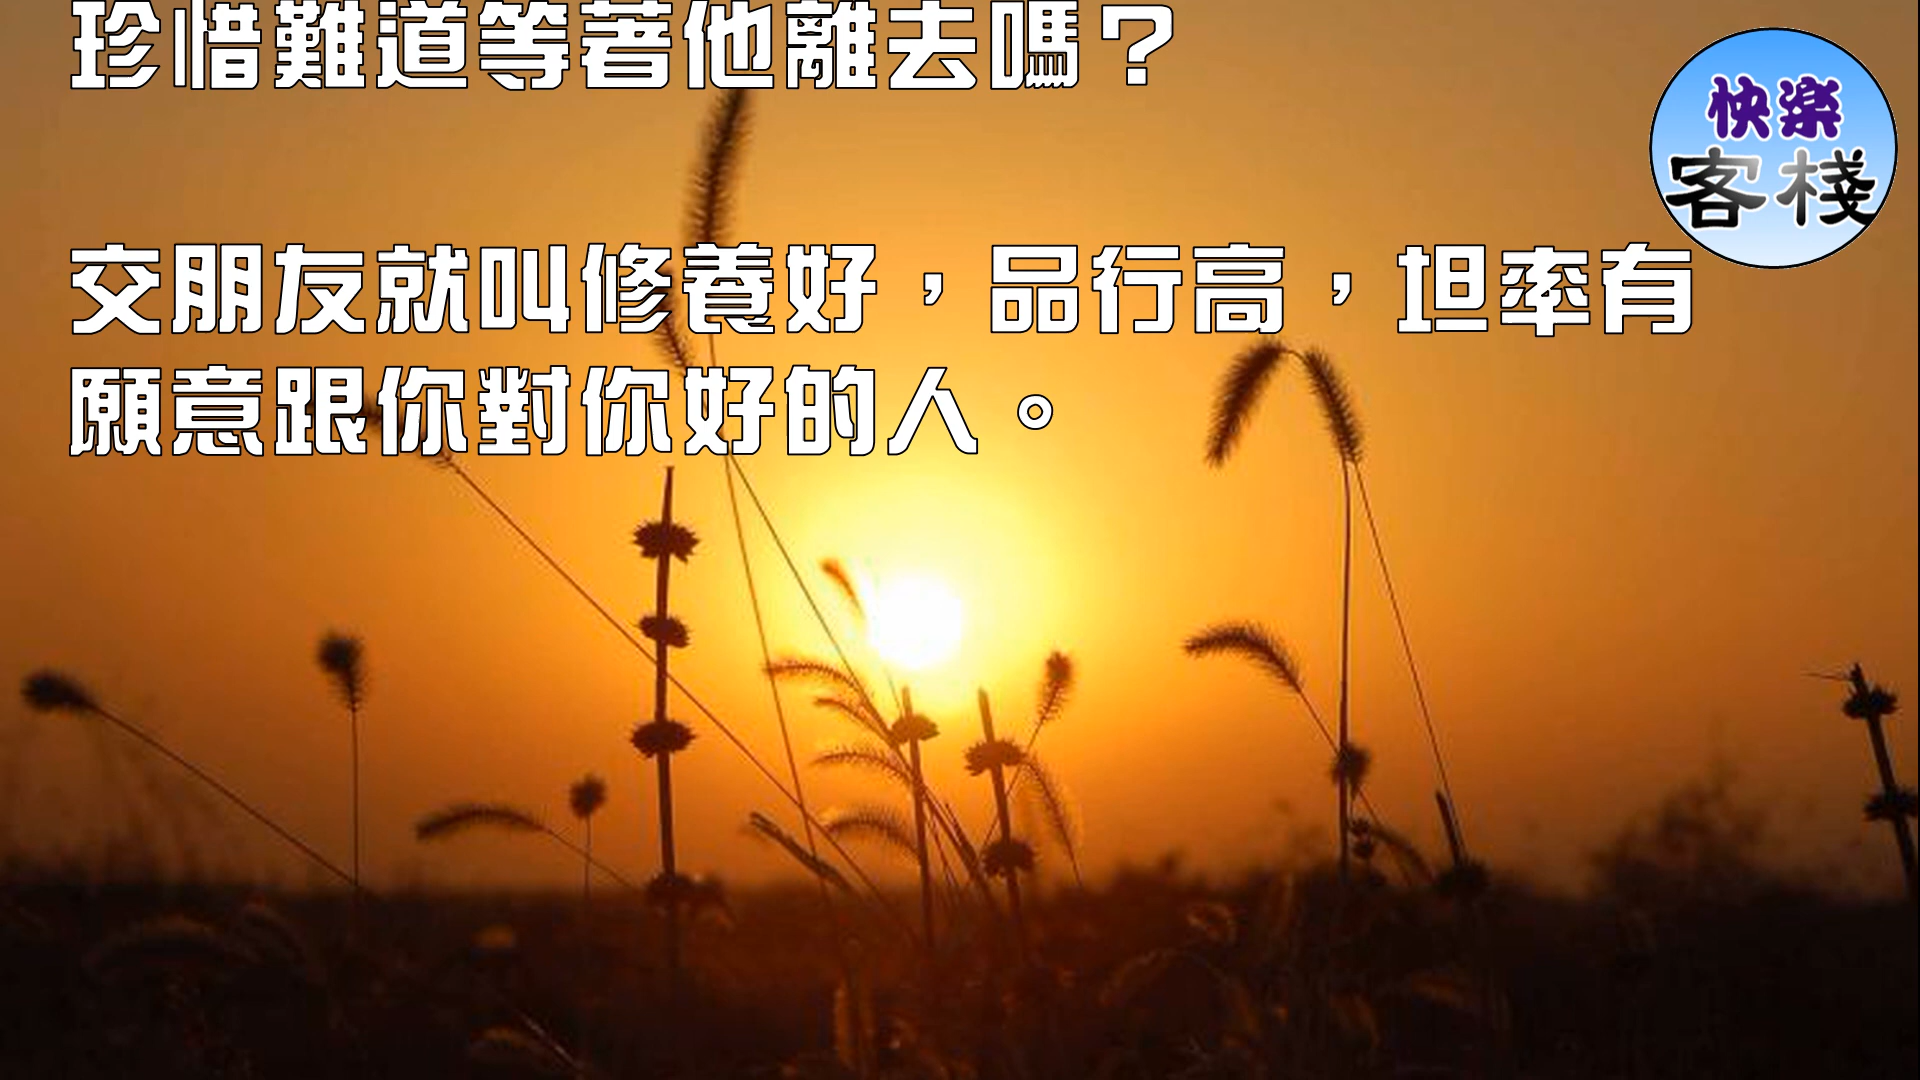 珍惜難道等著他離去嗎？
快樂
客棧
交朋友就叫修養好，品行高，坦率有
願意跟你對你好的人。